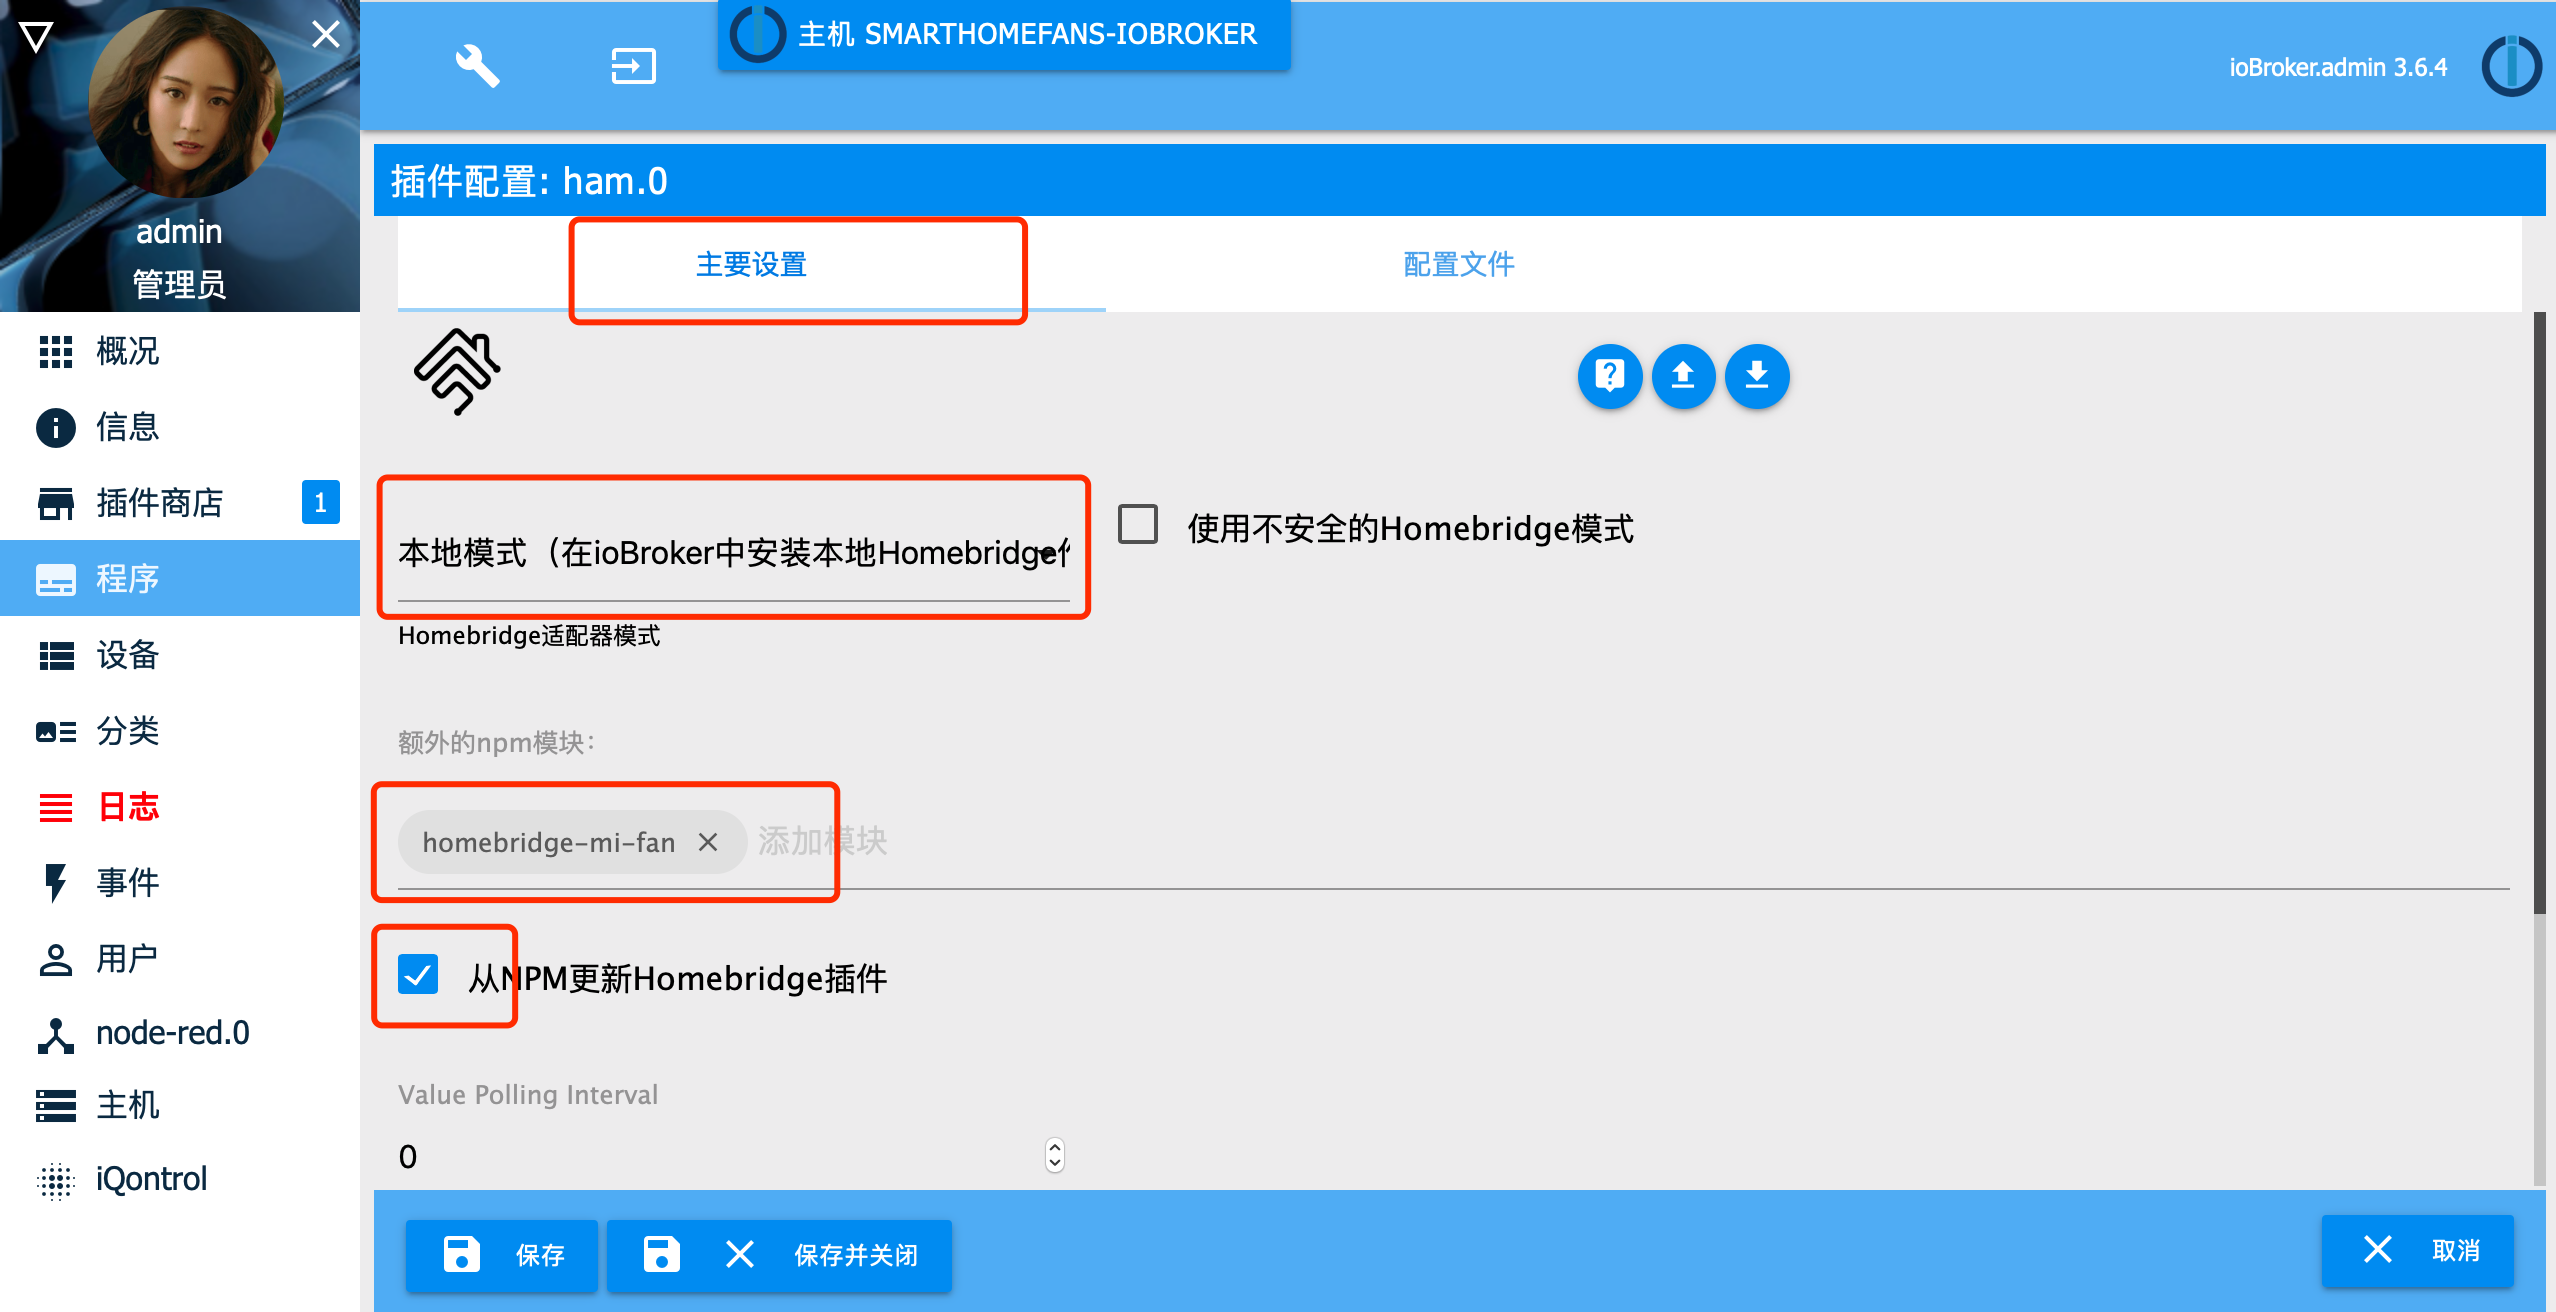 主机 SMARTHOMEFANS-IOBROKER
ioBroker.admin 3.6.4
admin
管理员
概况
信息
插件商店
1
程序
设备
分类
日志
事件
用户
node-red.0
主机
iQontrol
插件配置: ham.0
主要设置
配置文件
本地模式（在ioBroker中安装本地Homebridge
使用不安全的Homebridge模式
Homebridge适配器模式
额外的npm模块:
homebridge-mi-fan
添加模块
从NPM更新Homebridge插件
Value Polling Interval
0
保存
保存并关闭
取消